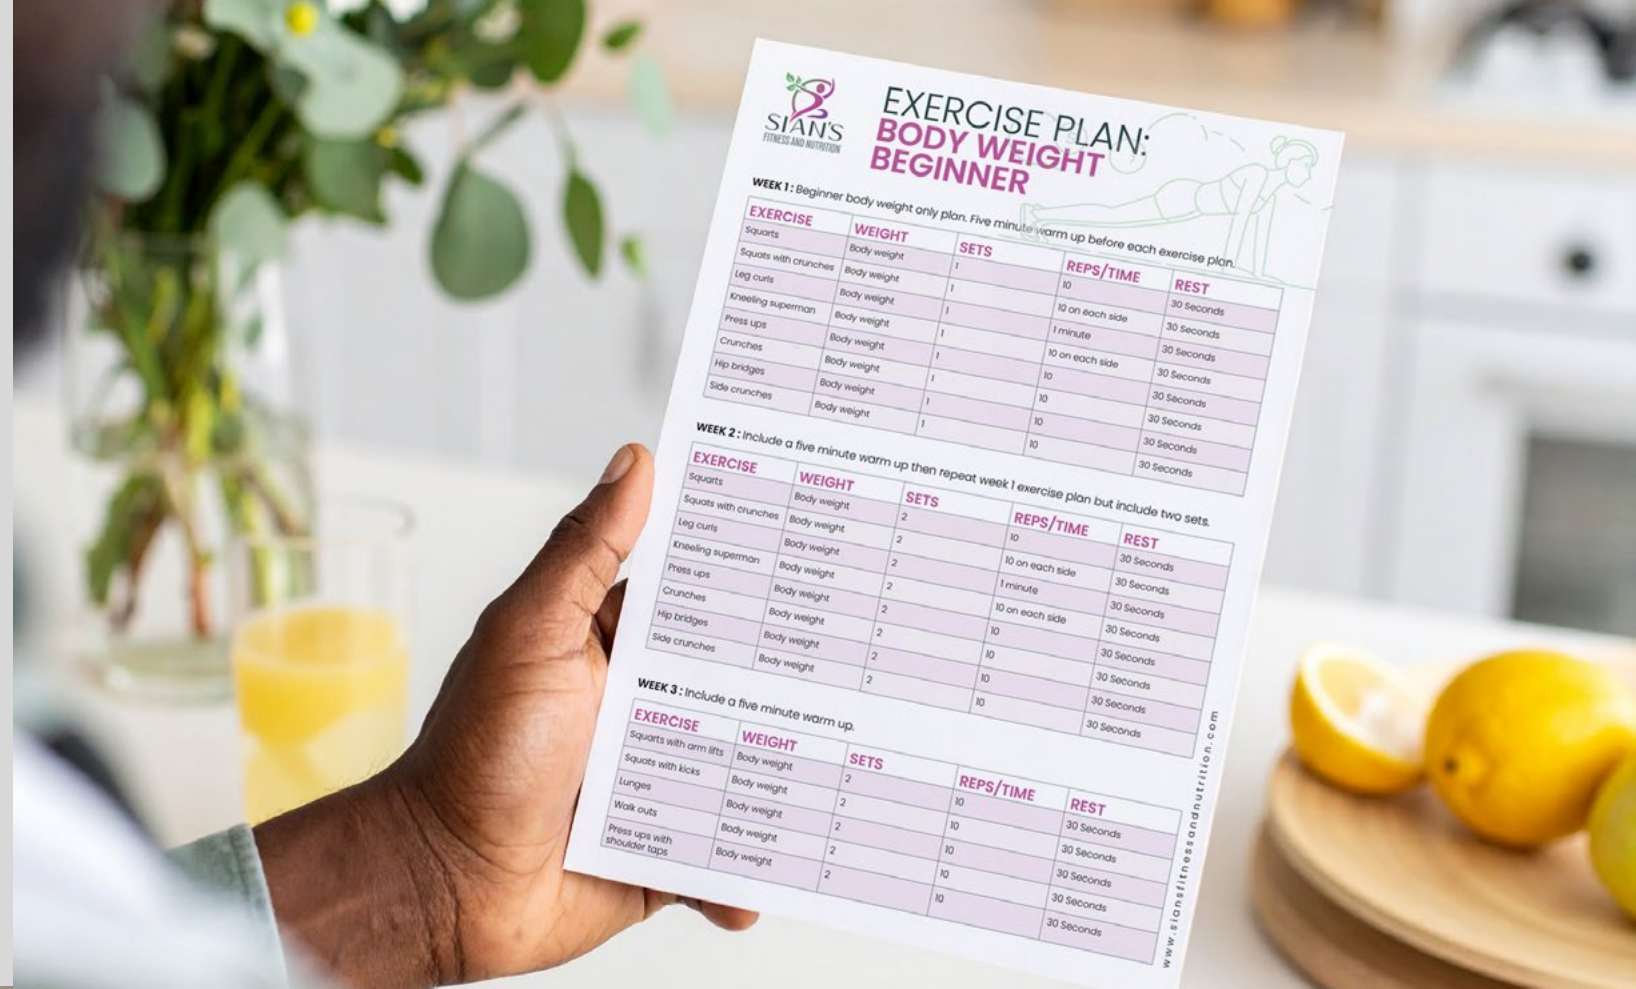 SIAN'S
FITNESS AND NUTRITION
EXERCISE PLAN:
BODY WEIGHT
BEGINNER
WEEK 1 : Beginner body weight only plan. Five minute warm up before each exercise plan.
EXERCISE WEIGHT SETS REPS/TIME REST
Squarts Body weight 1 10 30 Seconds
Squats with crunches Body weight 1 10 on each side 30 Seconds
Leg curls Body weight 1 1 minute 30 Seconds
Kneeling superman Body weight 1 10 on each side 30 Seconds
Press ups Body weight 1 10 30 Seconds
Crunches Body weight 1 10 30 Seconds
Hip bridges Body weight 1 10 30 Seconds
Side crunches Body weight 1 10 30 Seconds
WEEK 2 : Include a five minute warm up then repeat week 1 exercise plan but include two sets.
EXERCISE WEIGHT SETS REPS/TIME REST
Squarts Body weight 2 10 30 Seconds
Squats with crunches Body weight 2 10 on each side 30 Seconds
Leg curls Body weight 2 1 minute 30 Seconds
Kneeling superman Body weight 2 10 on each side 30 Seconds
Press ups Body weight 2 10 30 Seconds
Crunches Body weight 2 10 30 Seconds
Hip bridges Body weight 2 10 30 Seconds
Side crunches Body weight 2 10 30 Seconds
WEEK 3 : Include a five minute warm up.
EXERCISE WEIGHT SETS REPS/TIME REST
Squarts with arm lifts Body weight 2 10 30 Seconds
Squats with kicks Body weight 2 10 30 Seconds
Lunges Body weight 2 10 30 Seconds
Walk outs Body weight 2 10 30 Seconds
Press ups with
shoulder taps Body weight 2 10 30 Seconds
www.siansfitnessandnutrition.com